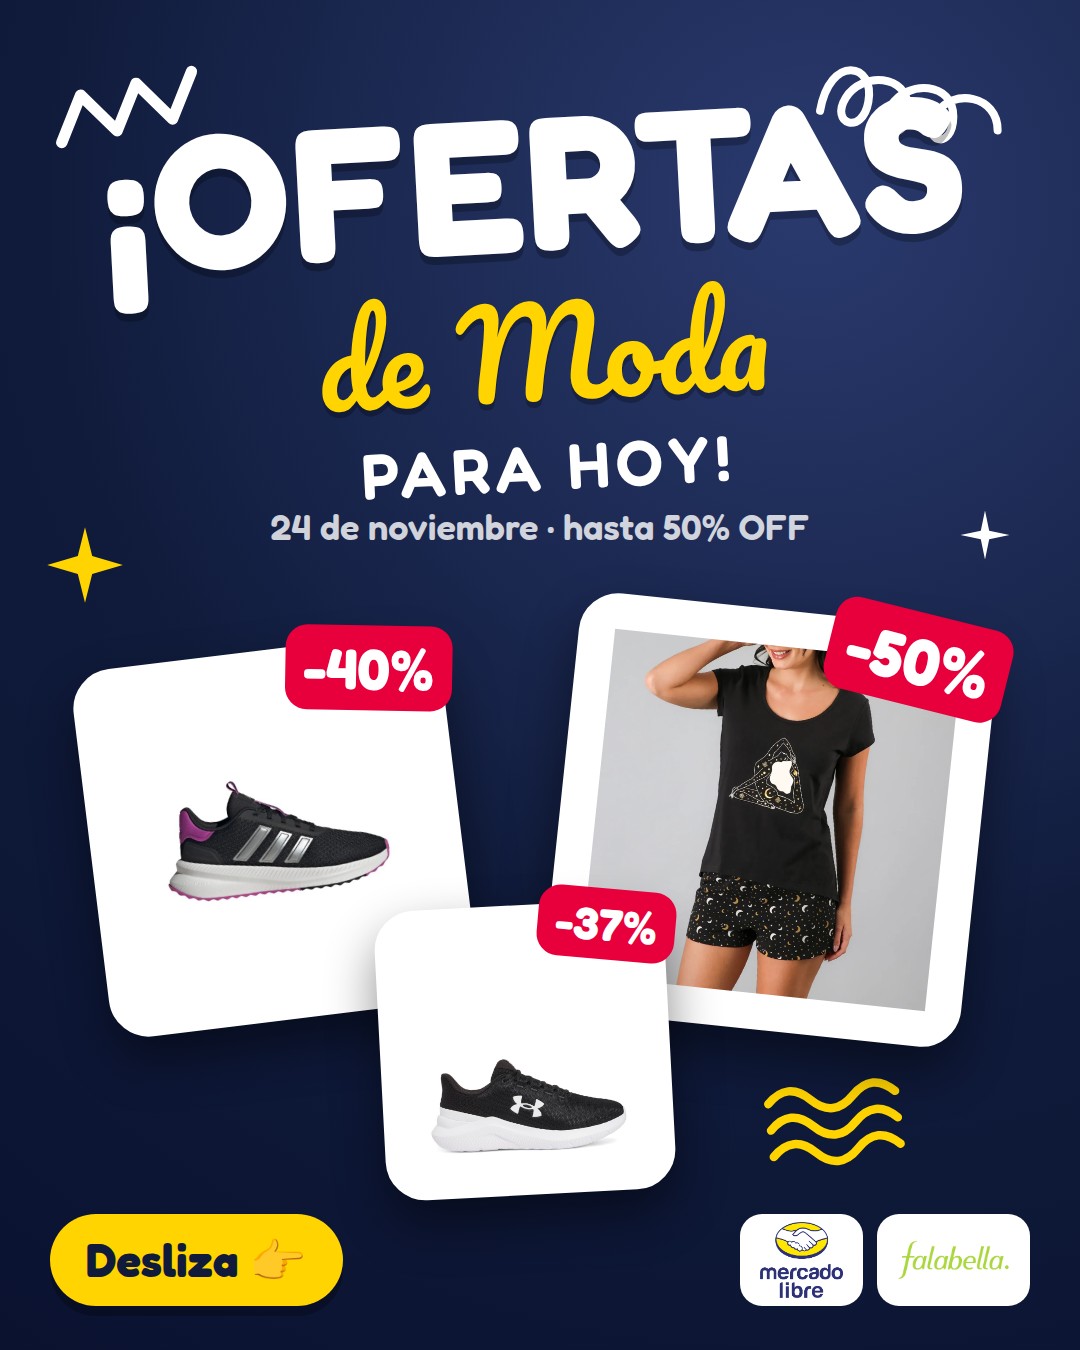 ¡OFERTAS
de Moda
PARA HOY!
24 de noviembre · hasta 50% OFF
-40%
-50%
-37%
Desliza 👉
mercado
libre
falabella.